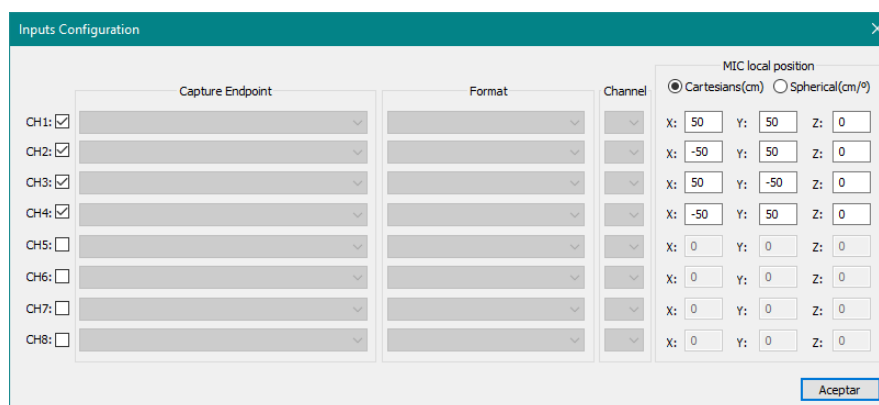 Inputs Configuration
MIC local position
Capture Endpoint Format Channel Cartesians(cm) Spherical(cm/º)
CH1: X: 50 Y: 50 Z: 0
CH2: X: -50 Y: 50 Z: 0
CH3: X: 50 Y: -50 Z: 0
CH4: X: -50 Y: 50 Z: 0
CH5: X: 0 Y: 0 Z: 0
CH6: X: 0 Y: 0 Z: 0
CH7: X: 0 Y: 0 Z: 0
CH8: X: 0 Y: 0 Z: 0
Aceptar